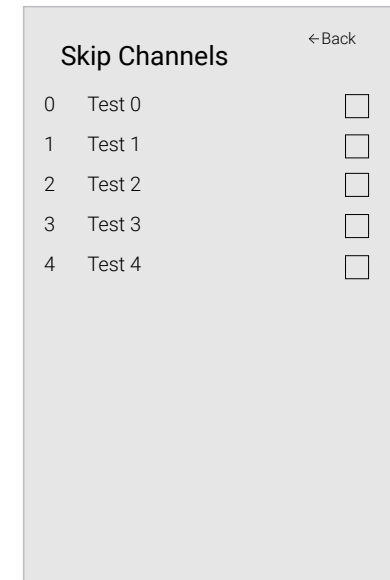 ←Back
Skip Channels
0 Test 0
1 Test 1
2 Test 2
3 Test 3
4 Test 4